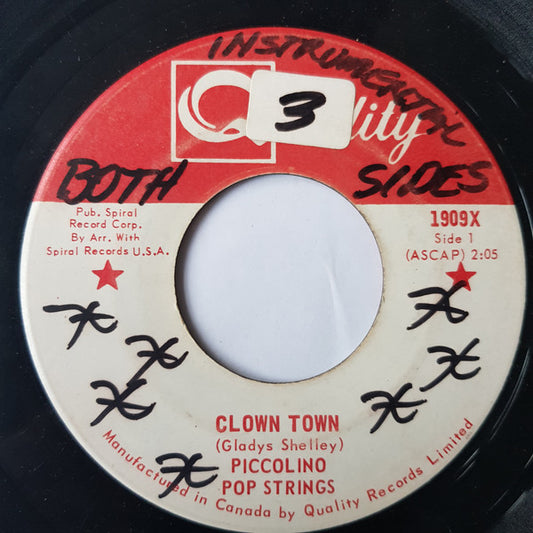 INSTRUMENTAL
Quality
3
BOTH SIDES
Pub. Spiral
Record Corp.
By Arr. With
Spiral Records U.S.A.
1909X
Side 1
(ASCAP) 2:05
CLOWN TOWN
(Gladys Shelley)
PICCOLINO
POP STRINGS
Manufactured in Canada by Quality Records Limited